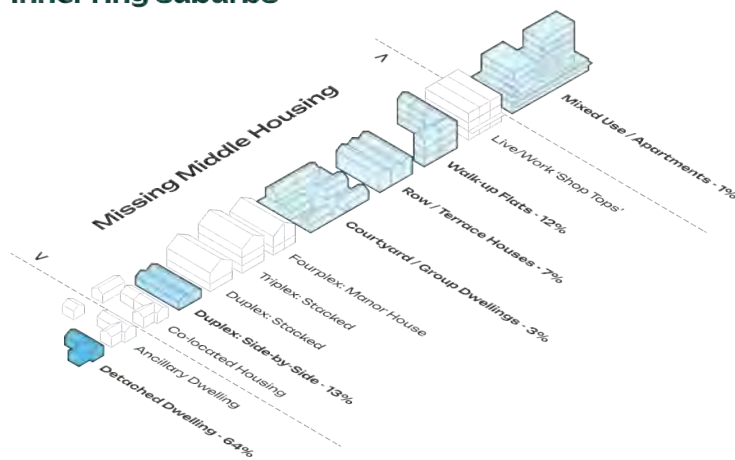 Inner ring suburbs
Missing Middle Housing
Mixed Use / Apartments - 1%
Live/Work 'Shop Tops'
Walk-up Flats - 12%
Row / Terrace Houses - 7%
Courtyard / Group Dwellings - 3%
Fourplex: Manor House
Triplex: Stacked
Duplex: Stacked
Duplex: Side-by-Side - 13%
Co-located Housing
Ancillary Dwelling
Detached Dwelling - 64%